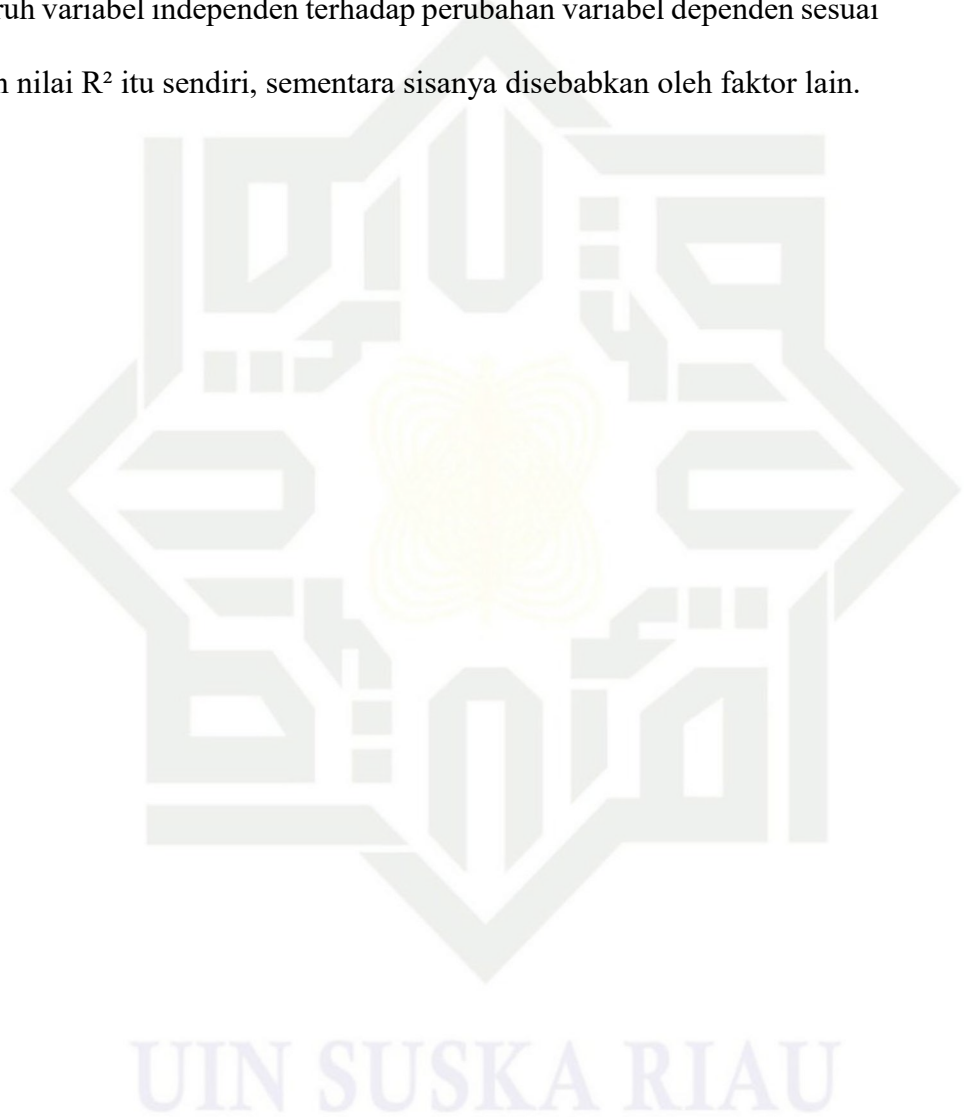 ruh variabel independen terhadap perubahan variabel dependen sesuai
n nilai R² itu sendiri, sementara sisanya disebabkan oleh faktor lain.
UIN SUSKA RIAU